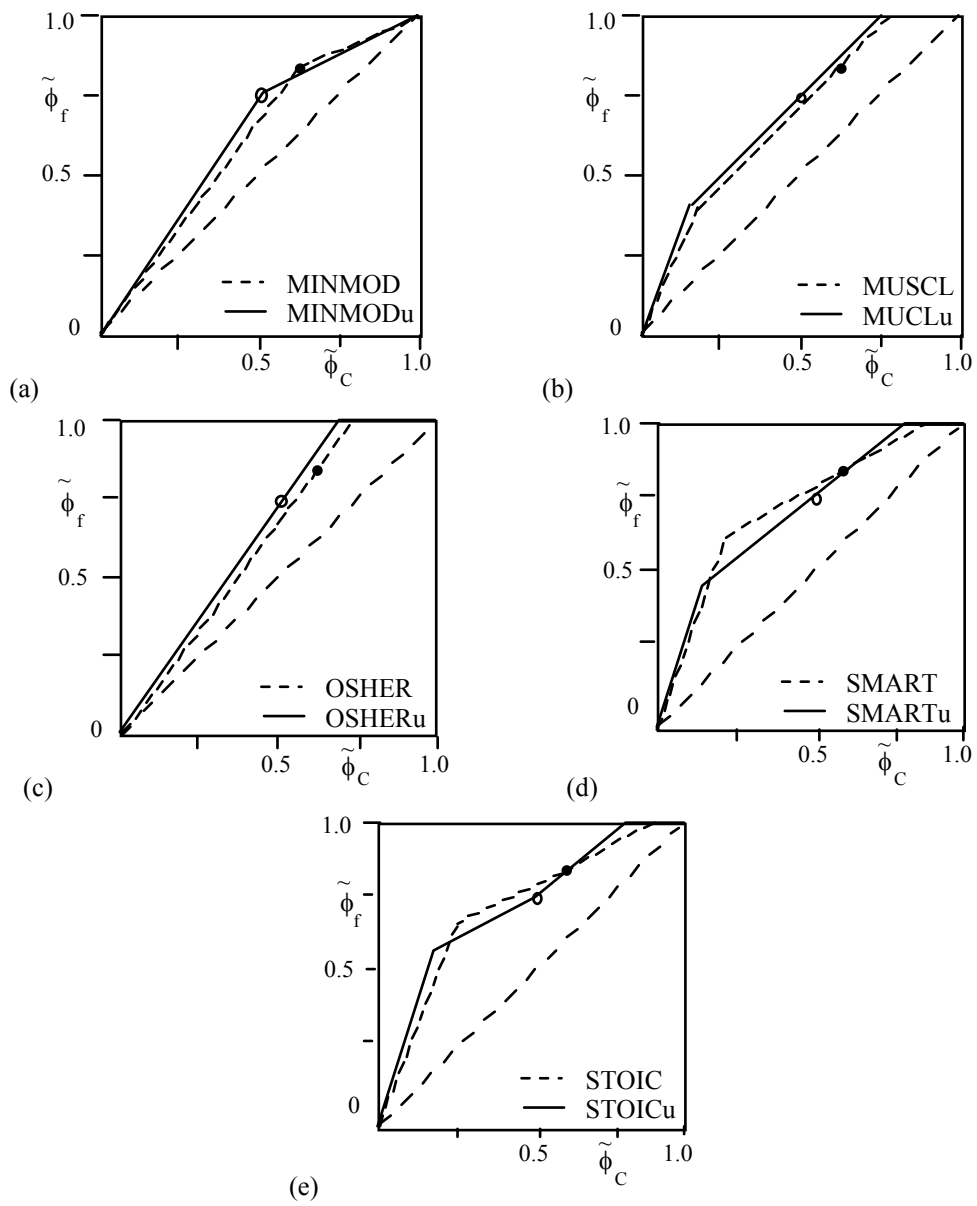 1.0
~
ϕ f
0.5
MINMOD
MINMODu
0
0.5 ~ 1.0
ϕ C
(a)
1.0
~
ϕ f
0.5
MUSCL
MUCLu
0
0.5 ~ 1.0
ϕ C
(b)
1.0
~
ϕ f
0.5
OSHER
OSHERu
0
0.5 ~ 1.0
ϕ C
(c)
1.0
~
ϕ f
0.5
SMART
SMARTu
0
0.5 ~ 1.0
ϕ C
(d)
1.0
~
ϕ f
0.5
STOIC
STOICu
0
0.5 ~ 1.0
ϕ C
(e)